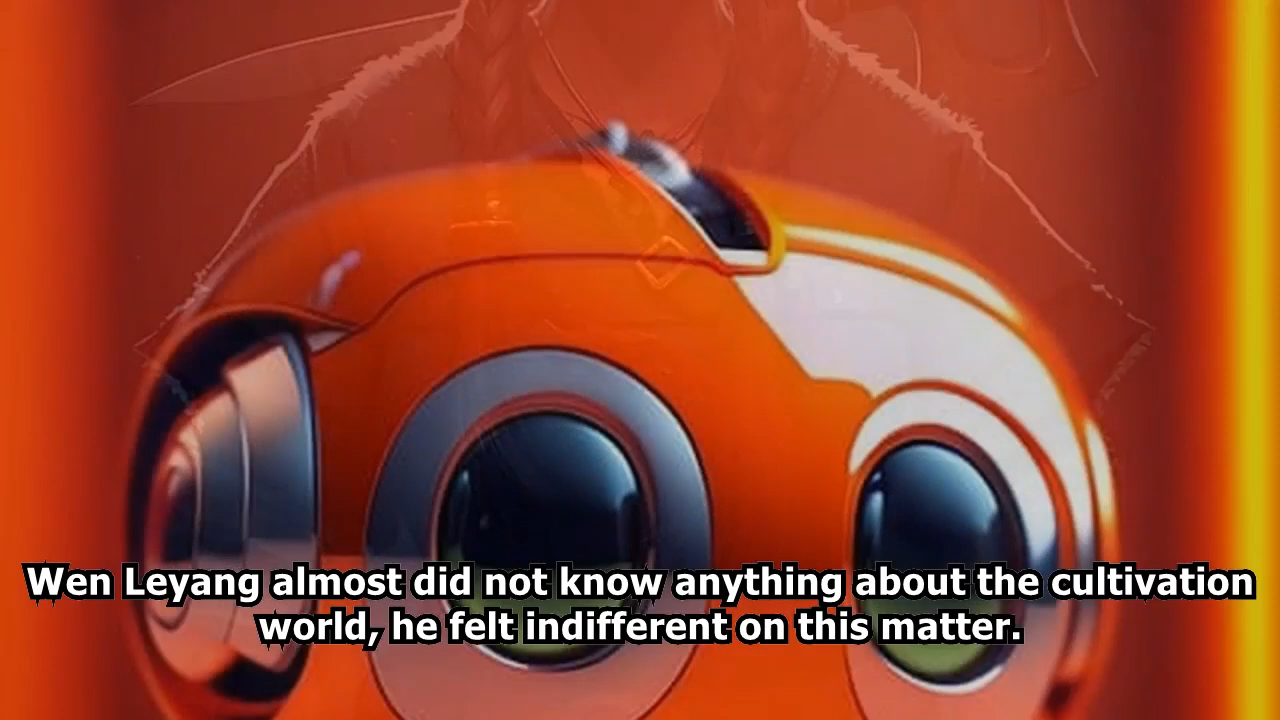 Wen Leyang almost did not know anything about the cultivation
world, he felt indifferent on this matter.